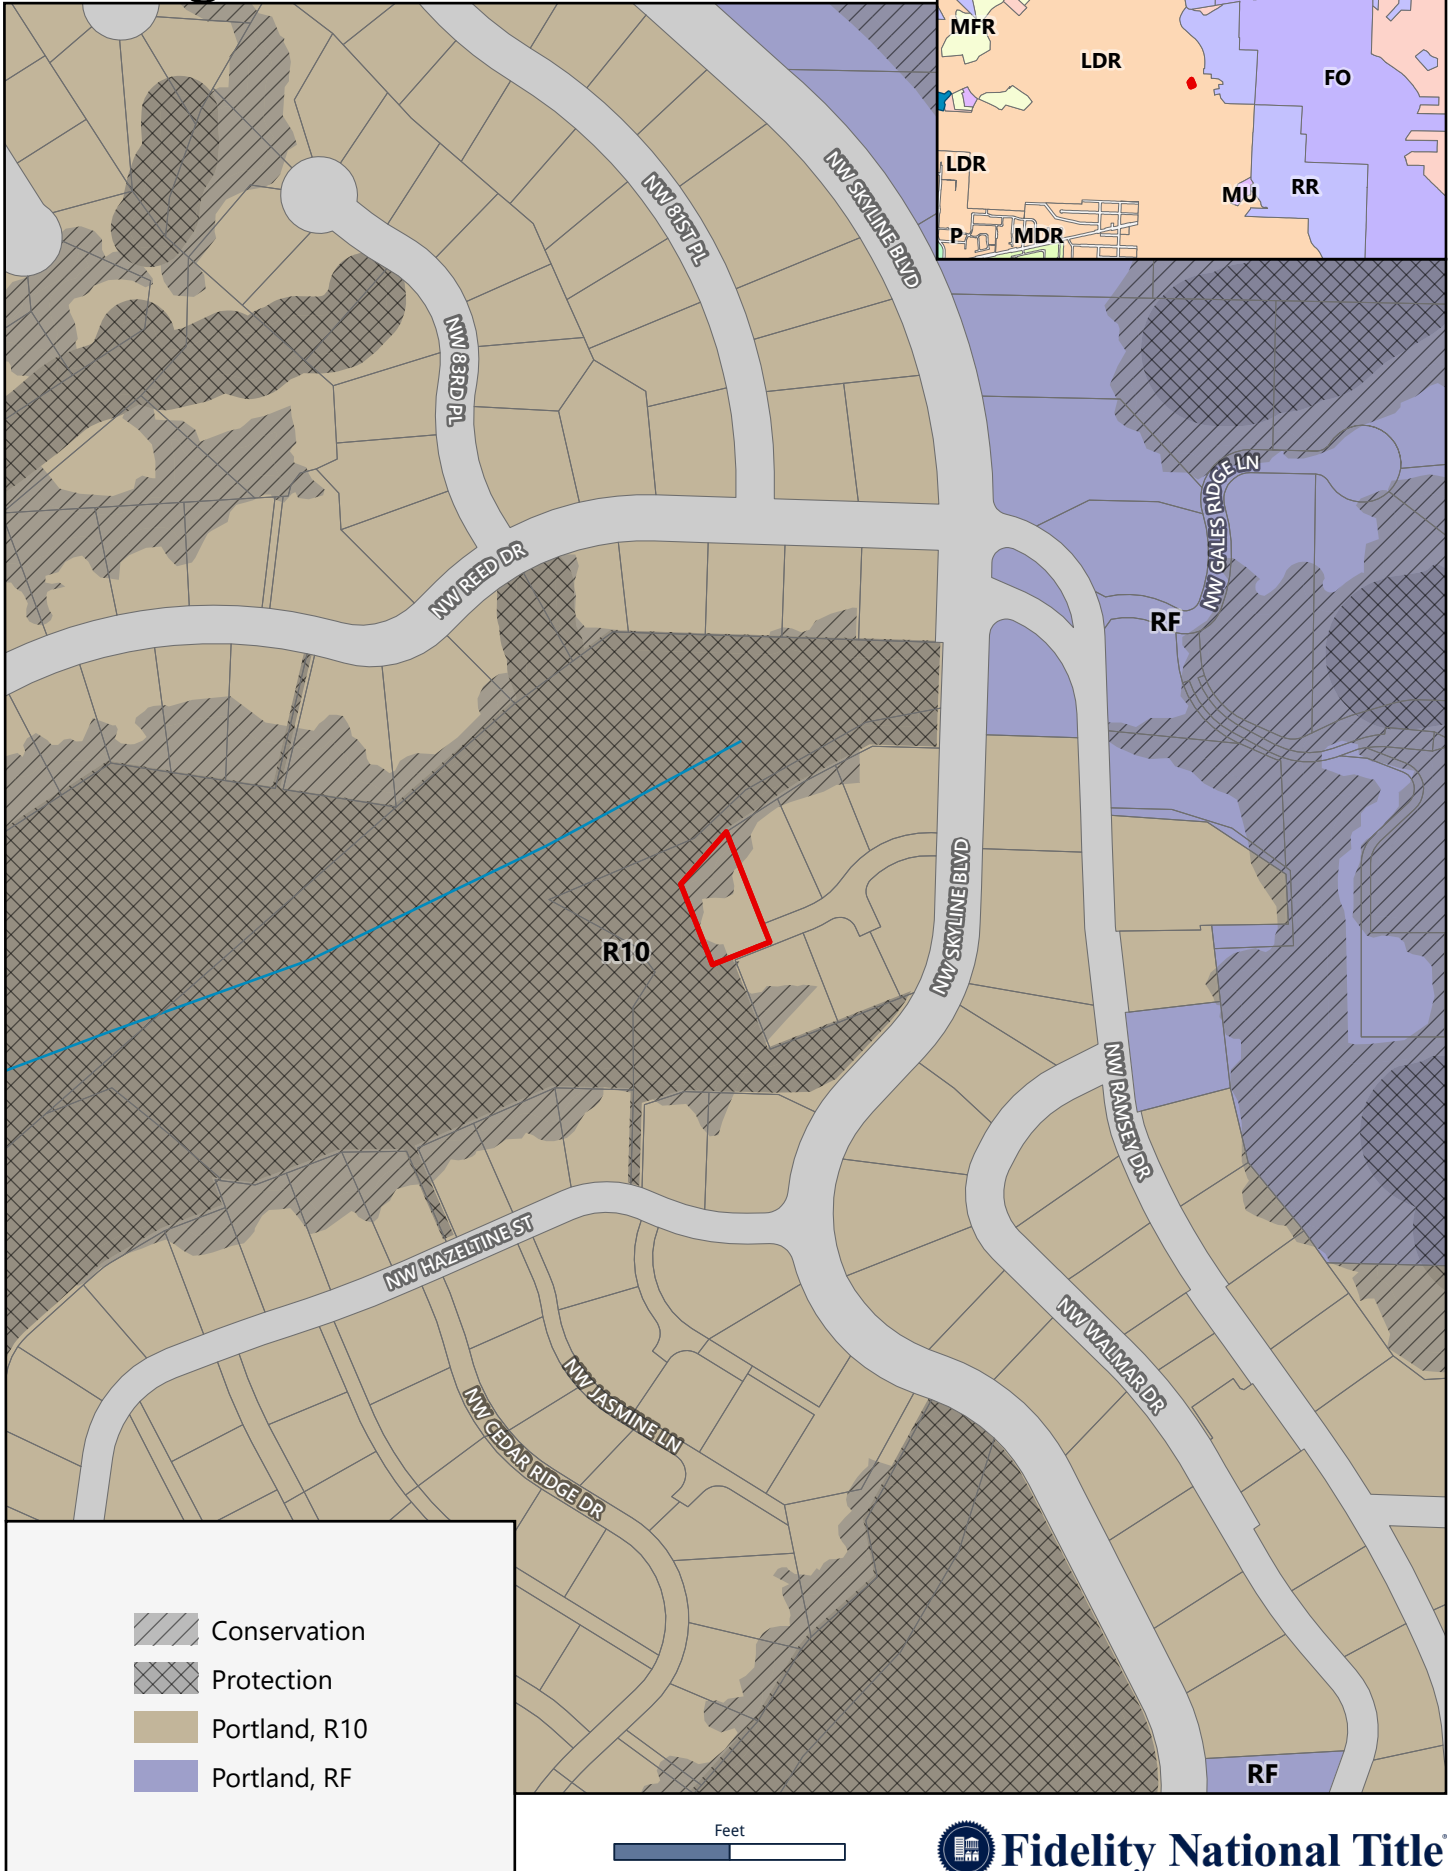 MFR
LDR
FO
LDR
MU
RR
P
MDR
NW SKYLINE BLVD
NW 81ST PL
NW 83RD PL
NW GALES RIDGE LN
NW REED DR
RF
NW SKYLINE BLVD
R10
NW RAMSEY DR
NW HAZELTINE ST
NW WALMAR DR
NW JASMINE LN
NW CEDAR RIDGE DR
Conservation
Protection
Portland, R10
Portland, RF
RF
Feet
Fidelity National Title